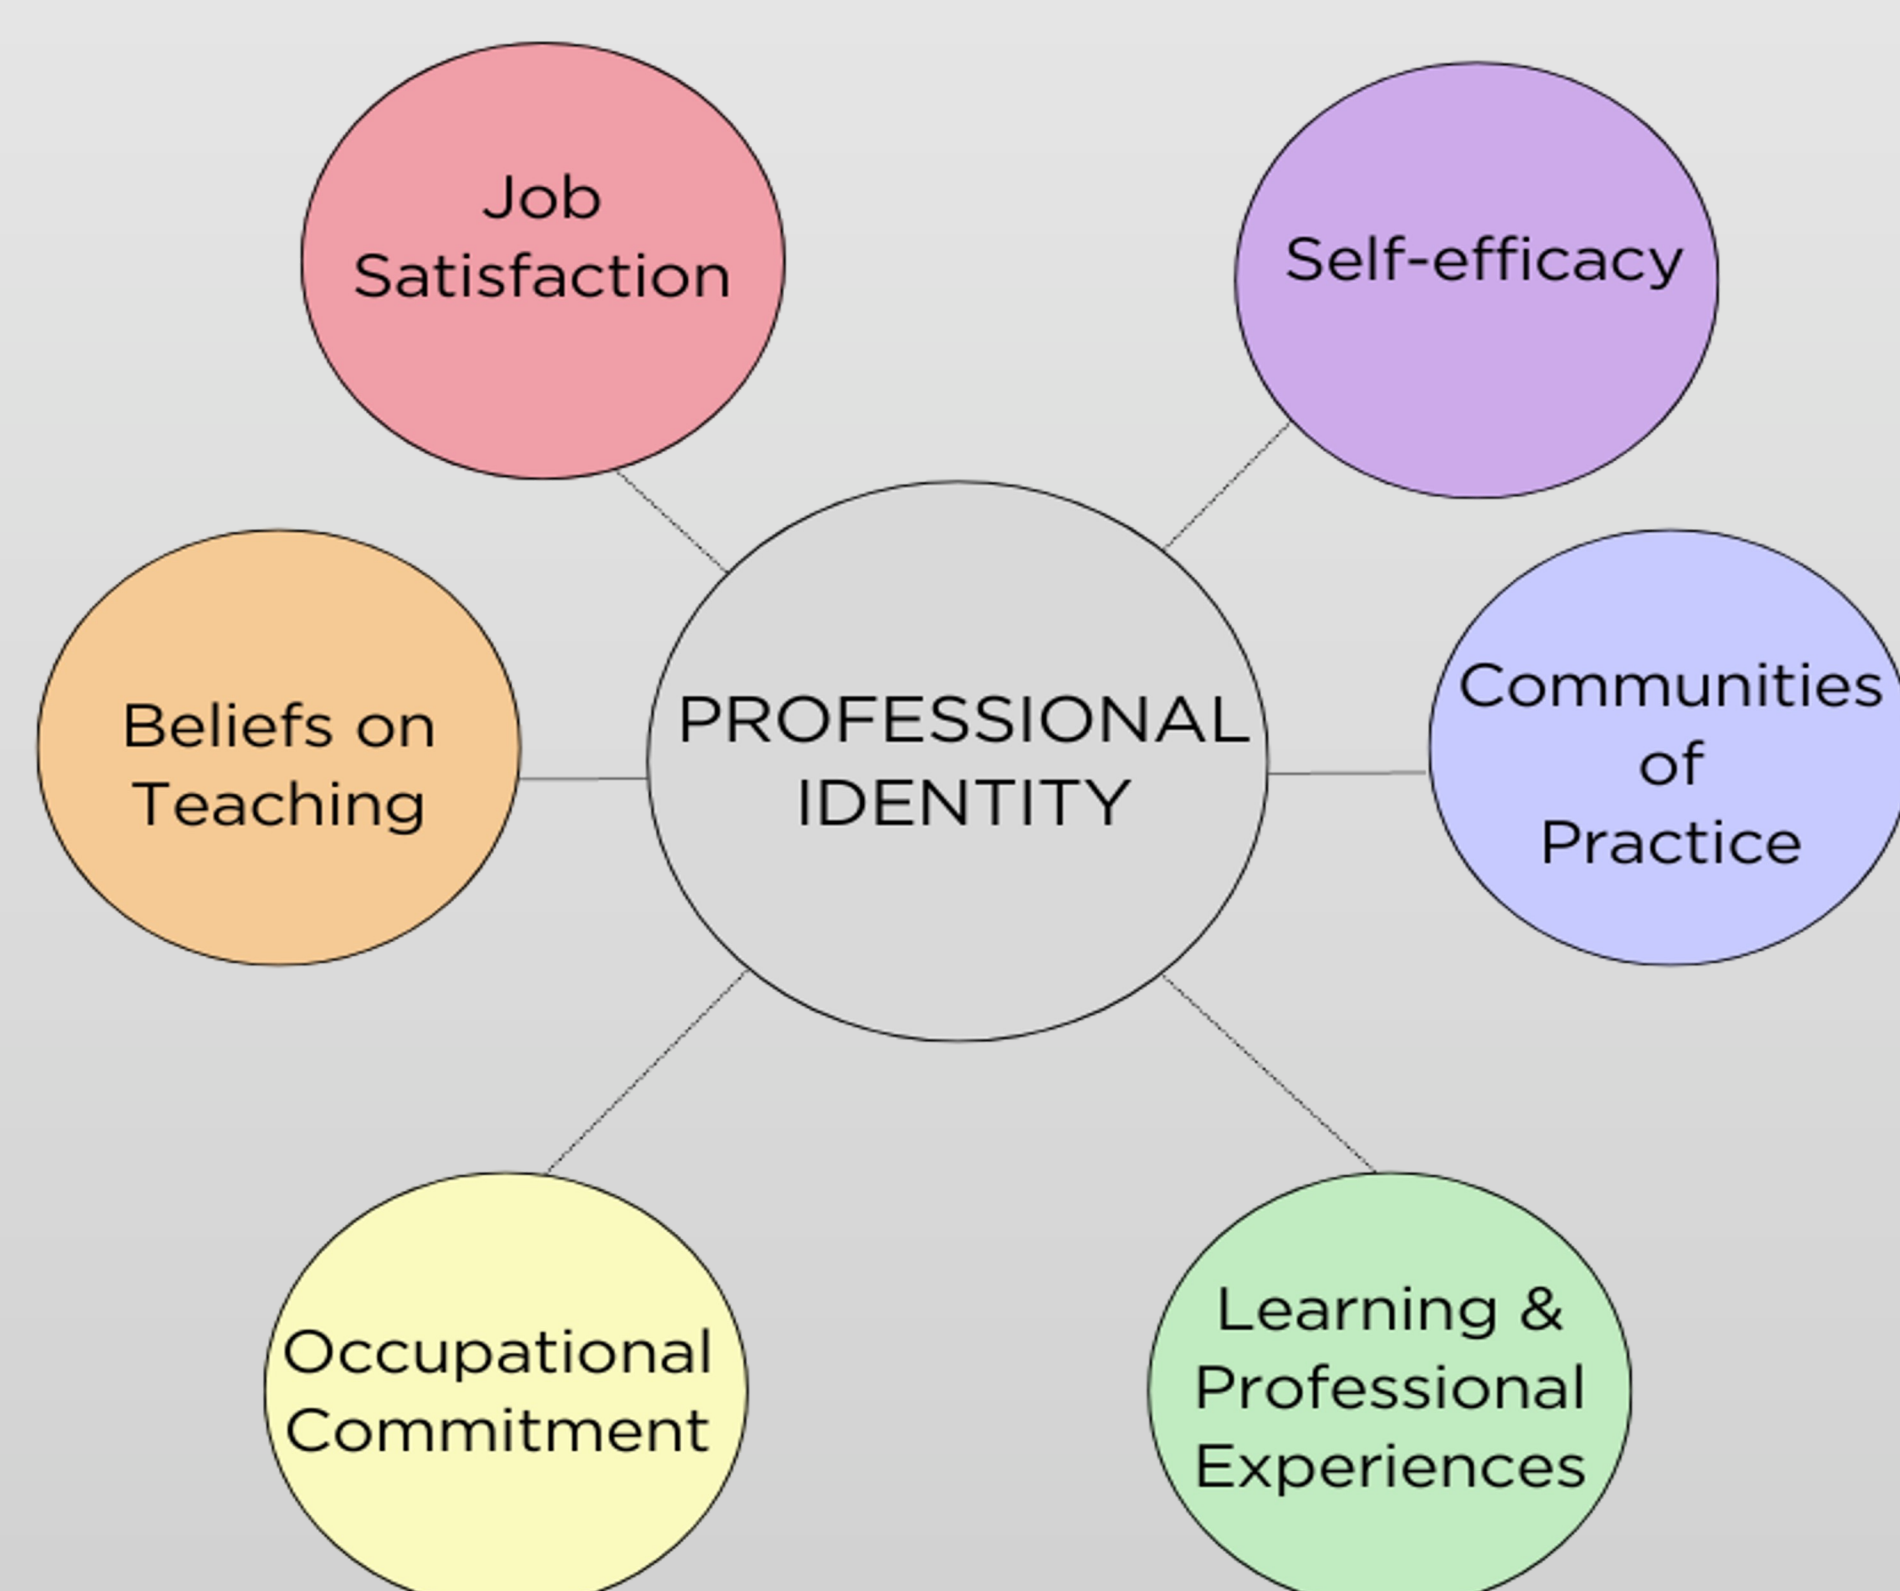 Job
Satisfaction
Self-efficacy
Beliefs on
Teaching
PROFESSIONAL
IDENTITY
Communities
of
Practice
Occupational
Commitment
Learning &
Professional
Experiences